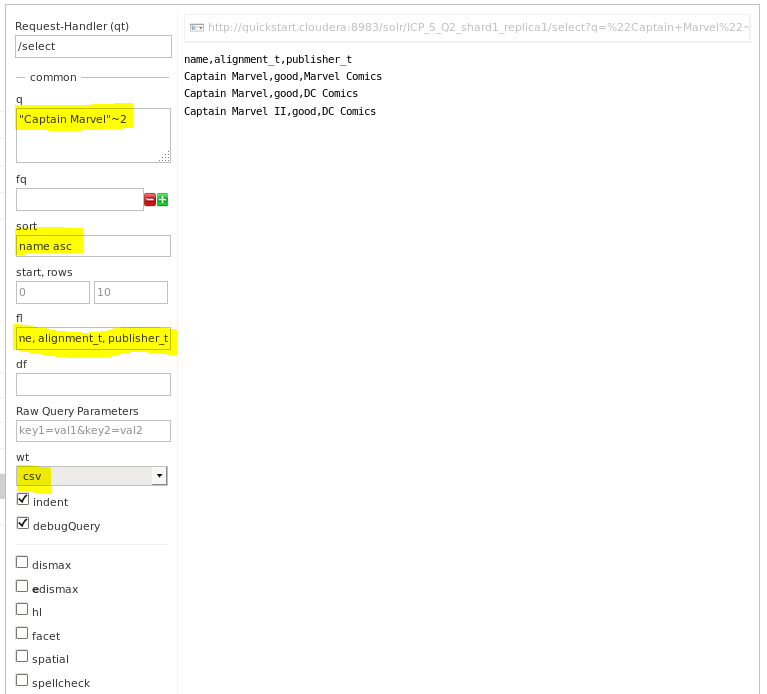 Request-Handler (qt)
/select
common
q
"Captain Marvel"~2
fq
sort
name asc
start, rows
0
10
fl
me, alignment_t, publisher_t
df
Raw Query Parameters
key1=val1&key2=val2
wt
csv
indent
debugQuery
dismax
edismax
hl
facet
spatial
spellcheck
http://quickstart.cloudera:8983/solr/ICP_5_Q2_shard1_replica1/select?q=%22Captain+Marvel%22~
name,alignment_t,publisher_t
Captain Marvel,good,Marvel Comics
Captain Marvel,good,DC Comics
Captain Marvel II,good,DC Comics